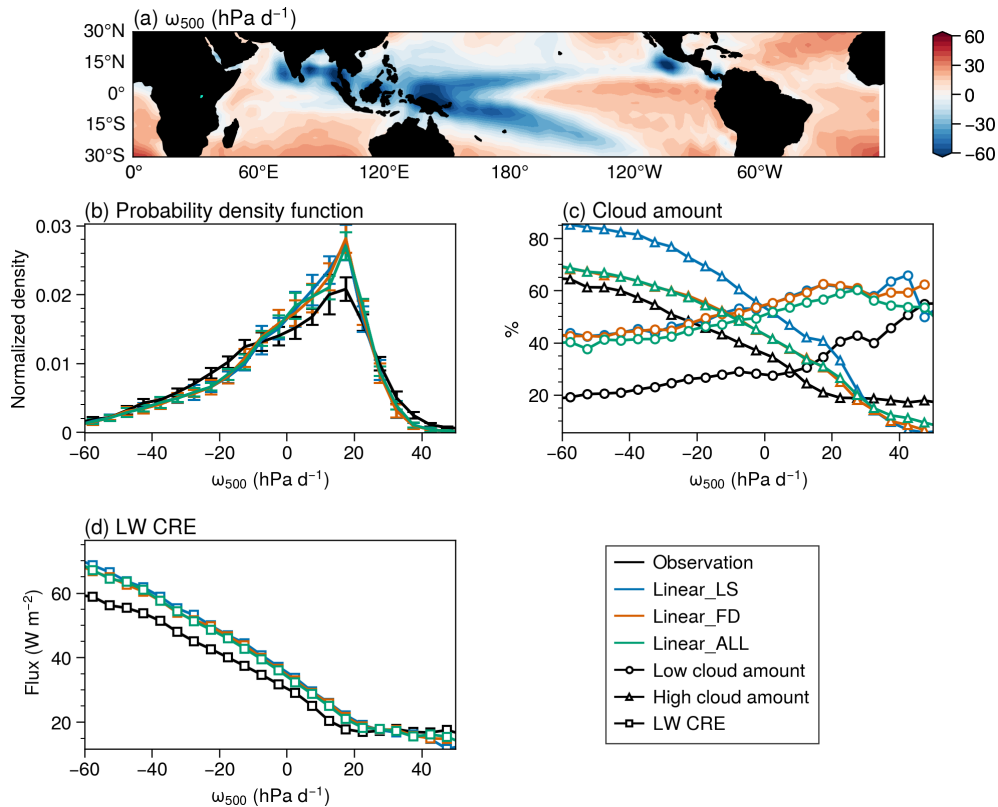 (a) ω500 (hPa d−1)
30°N
15°N
0°
15°S
30°S
0°
60°E
120°E
180°
120°W
60°W
60
30
0
−30
−60
(b) Probability density function
Normalized density
0.03
0.02
0.01
0
−60
−40
−20
0
20
40
ω500 (hPa d−1)
(c) Cloud amount
%
80
60
40
20
−60
−40
−20
0
20
40
ω500 (hPa d−1)
(d) LW CRE
Flux (W m−2)
60
40
20
−60
−40
−20
0
20
40
ω500 (hPa d−1)
Observation
Linear_LS
Linear_FD
Linear_ALL
Low cloud amount
High cloud amount
LW CRE